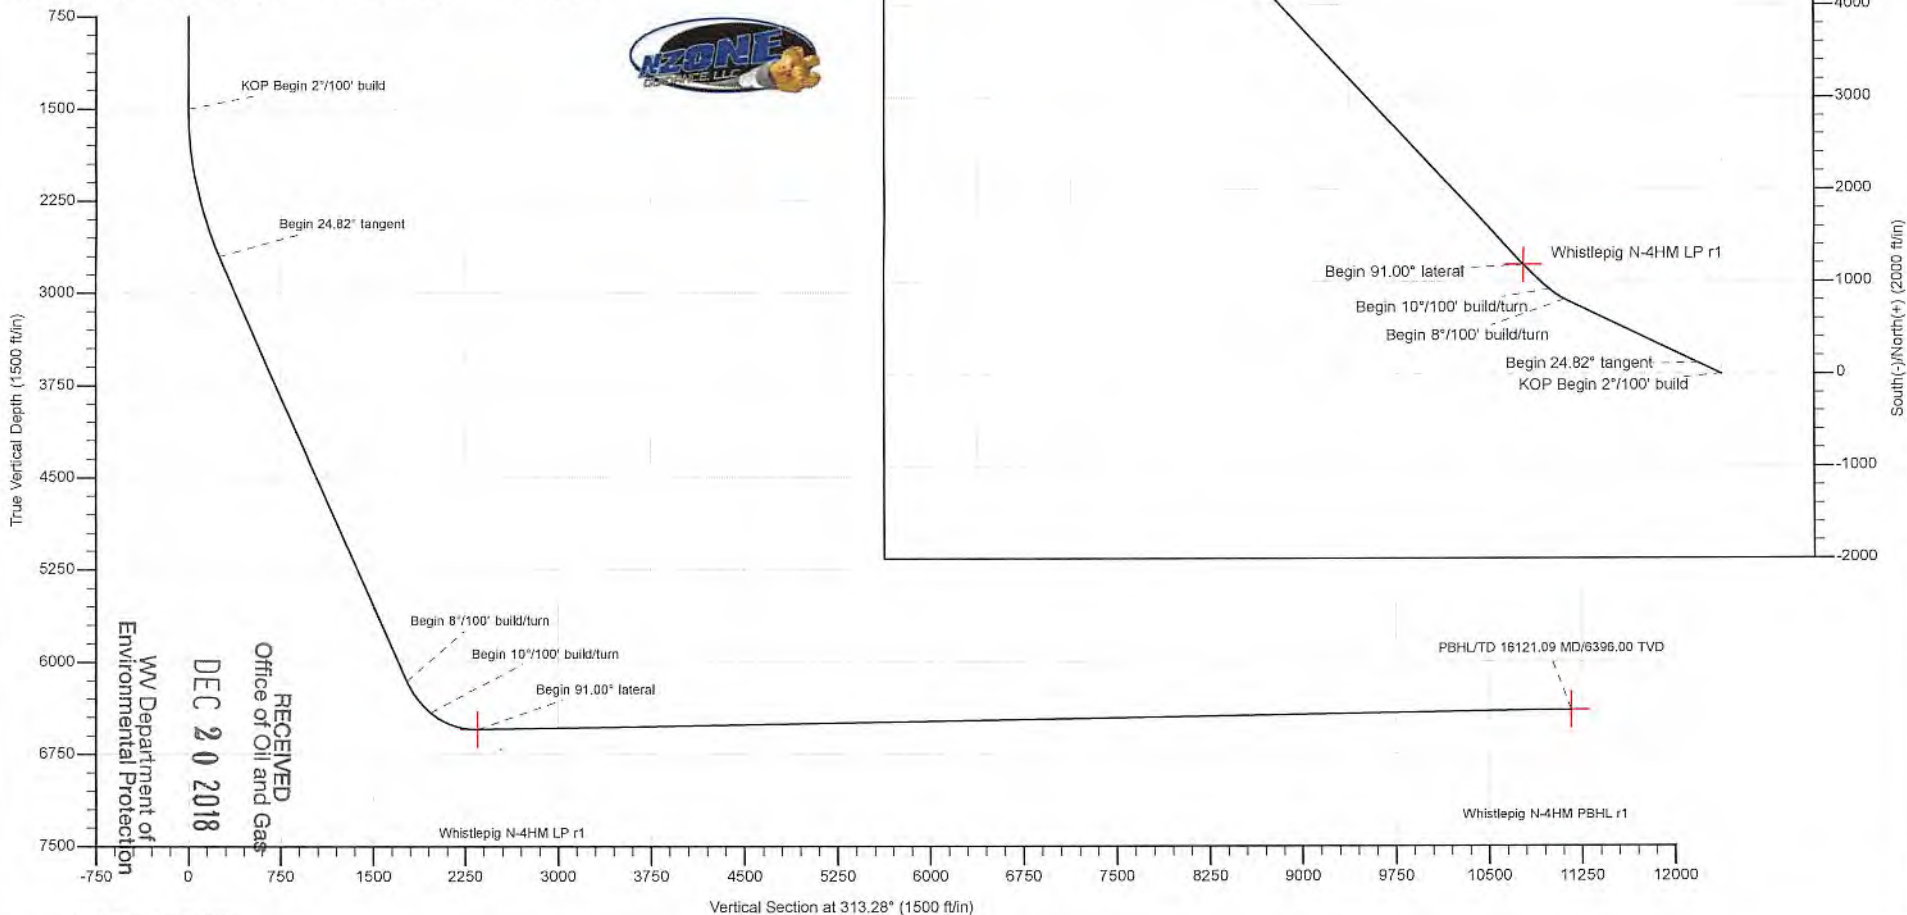 750
1500
2250
3000
3750
4500
5250
6000
6750
7500
True Vertical Depth (1500 ft/in)
KOP Begin 2°/100' build
Begin 24.82° tangent
Begin 8°/100' build/turn
Begin 10°/100' build/turn
Begin 91.00° lateral
Whistlepig N-4HM LP r1
PBHL/TD 16121.09 MD/6396.00 TVD
Whistlepig N-4HM PBHL r1
-750
0
750
1500
2250
3000
3750
4500
5250
6000
6750
7500
8250
9000
9750
10500
11250
12000
Vertical Section at 313.28° (1500 ft/in)
NZONE
GUIDANCE, LLC
RECEIVED
Office of Oil and Gas
DEC 20 2018
WV Department of
Environmental Protection
Whistlepig N-4HM LP r1
Begin 91.00° lateral
Begin 10°/100' build/turn
Begin 8°/100' build/turn
Begin 24.82° tangent
KOP Begin 2°/100' build
4000
3000
2000
1000
0
-1000
-2000
South(-)/North(+) (2000 ft/in)